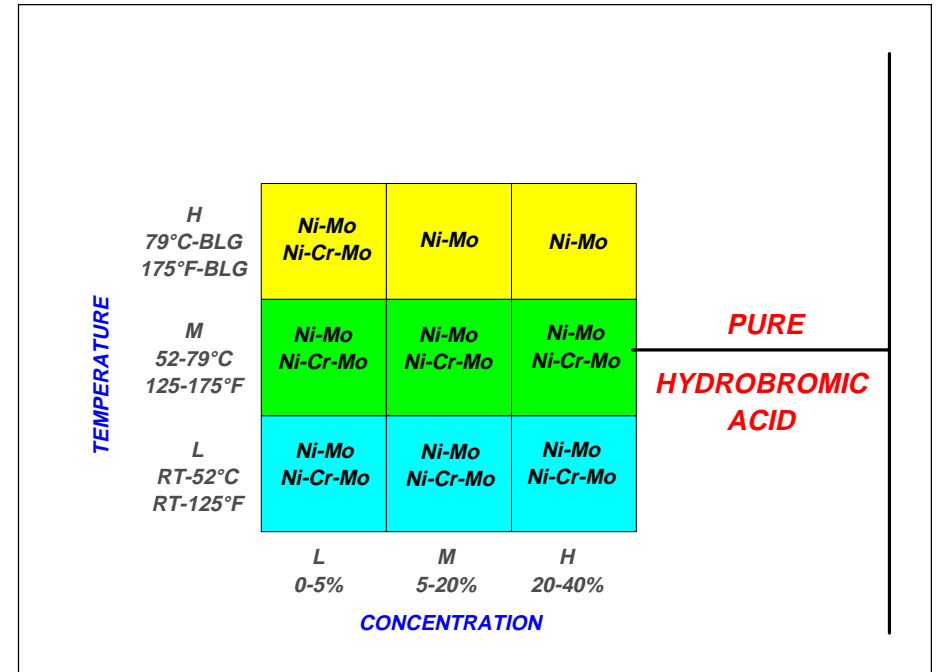 H
79°C-BLG
175°F-BLG
Ni-Mo
Ni-Cr-Mo
Ni-Mo
Ni-Mo
M
52-79°C
125-175°F
Ni-Mo
Ni-Cr-Mo
Ni-Mo
Ni-Cr-Mo
Ni-Mo
Ni-Cr-Mo
L
RT-52°C
RT-125°F
Ni-Mo
Ni-Cr-Mo
Ni-Mo
Ni-Cr-Mo
Ni-Mo
Ni-Cr-Mo
TEMPERATURE
L
0-5%
M
5-20%
H
20-40%
CONCENTRATION
PURE
HYDROBROMIC
ACID